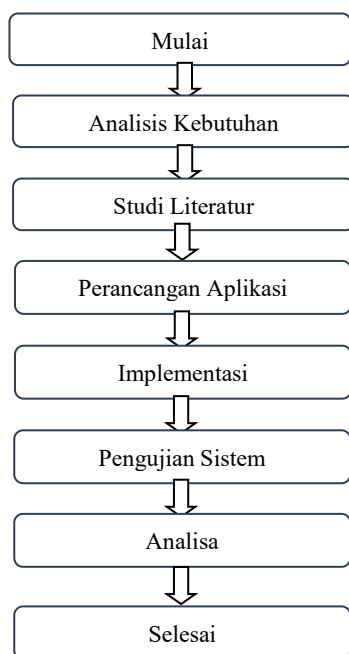 Mulai
Analisis Kebutuhan
Studi Literatur
Perancangan Aplikasi
Implementasi
Pengujian Sistem
Analisa
Selesai